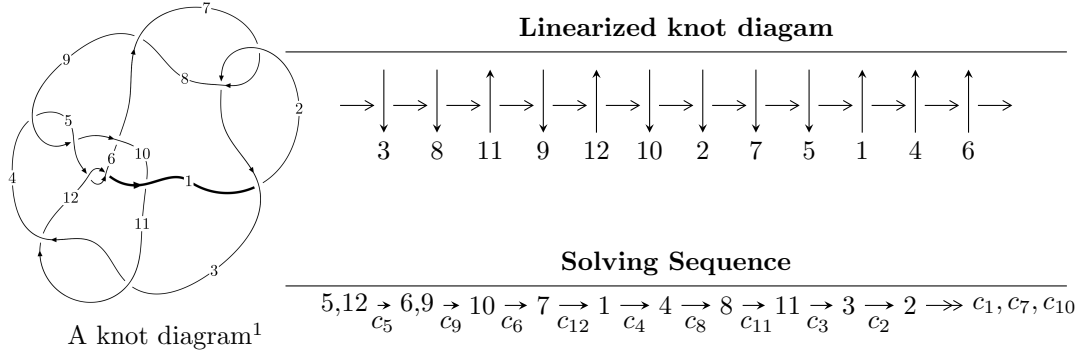 7
9
8
2
5
10
6
4
12
1
11
3
A knot diagram¹
Linearized knot diagam
3 8 11 9 12 10 2 7 5 1 4 6
Solving Sequence
5,12 → 6,9 → 10 → 7 → 1 → 4 → 8 → 11 → 3 → 2 →→ c₁, c₇, c₁₀
c₅ c₉ c₆ c₁₂ c₄ c₈ c₁₁ c₃ c₂